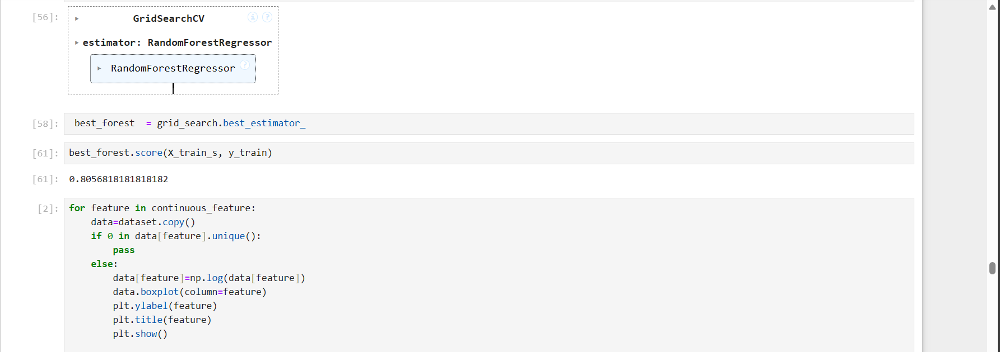 [56]:
GridSearchCV
i ?
estimator: RandomForestRegressor
RandomForestRegressor ?
[58]: best_forest  = grid_search.best_estimator_
[61]: best_forest.score(X_train_s, y_train)
[61]: 0.8056818181818182
[2]: for feature in continuous_feature:
    data=dataset.copy()
    if 0 in data[feature].unique():
        pass
    else:
        data[feature]=np.log(data[feature])
        data.boxplot(column=feature)
        plt.ylabel(feature)
        plt.title(feature)
        plt.show()